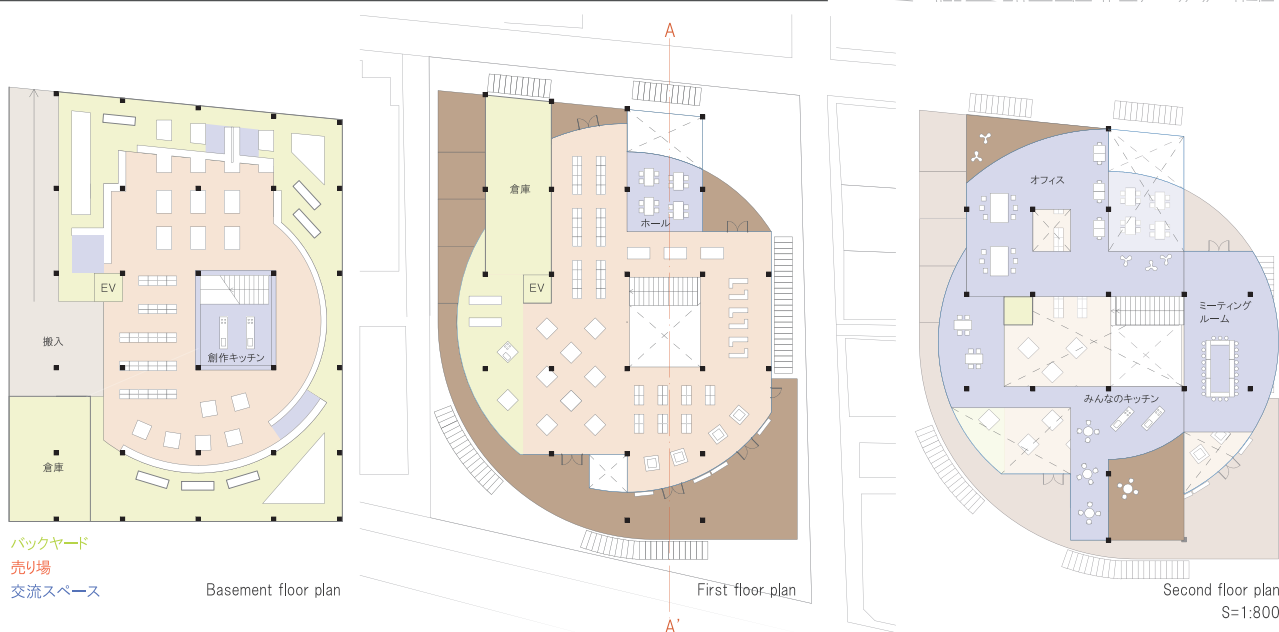 EV
搬入
創作キッチン
倉庫
バックヤード
売り場
交流スペース
Basement floor plan
A
倉庫
ホール
EV
First floor plan
A'
オフィス
ミーティング
ルーム
みんなのキッチン
Second floor plan
S=1:800